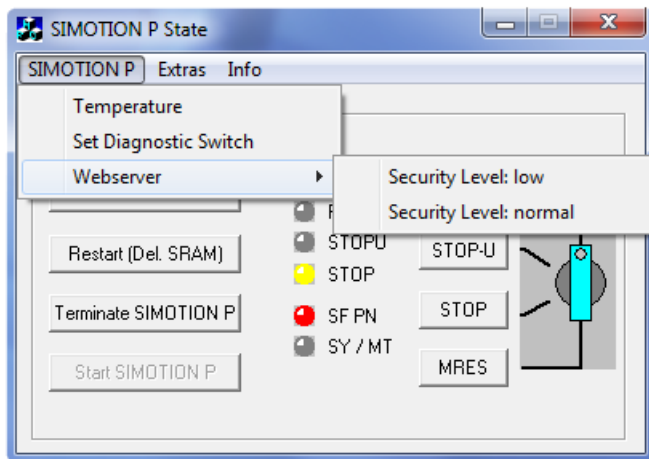 SIMOTION P State
SIMOTION P Extras Info
Temperature
Set Diagnostic Switch
Webserver
Security Level: low
Security Level: normal
STOPU
STOP-U
Restart (Del. SRAM)
STOP
Terminate SIMOTION P
SF PN
STOP
SY / MT
Start SIMOTION P
MRES